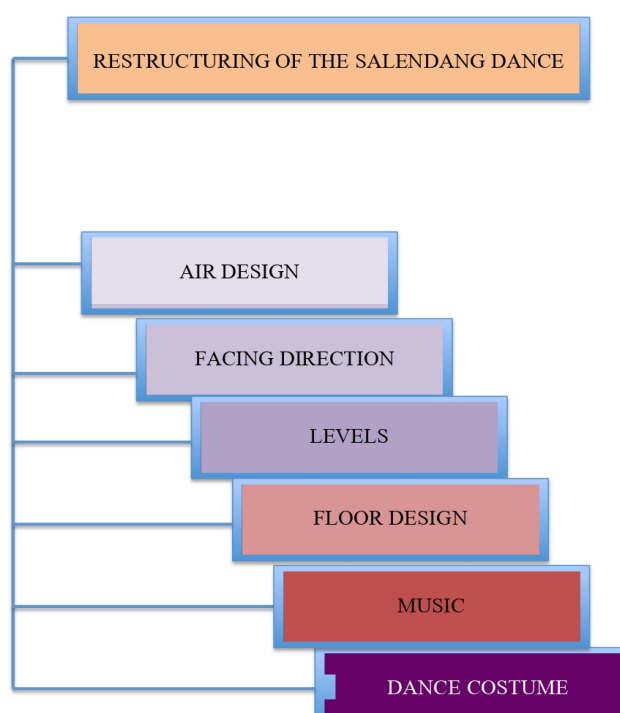 RESTRUCTURING OF THE SALENDANG DANCE
AIR DESIGN
FACING DIRECTION
LEVELS
FLOOR DESIGN
MUSIC
DANCE COSTUME